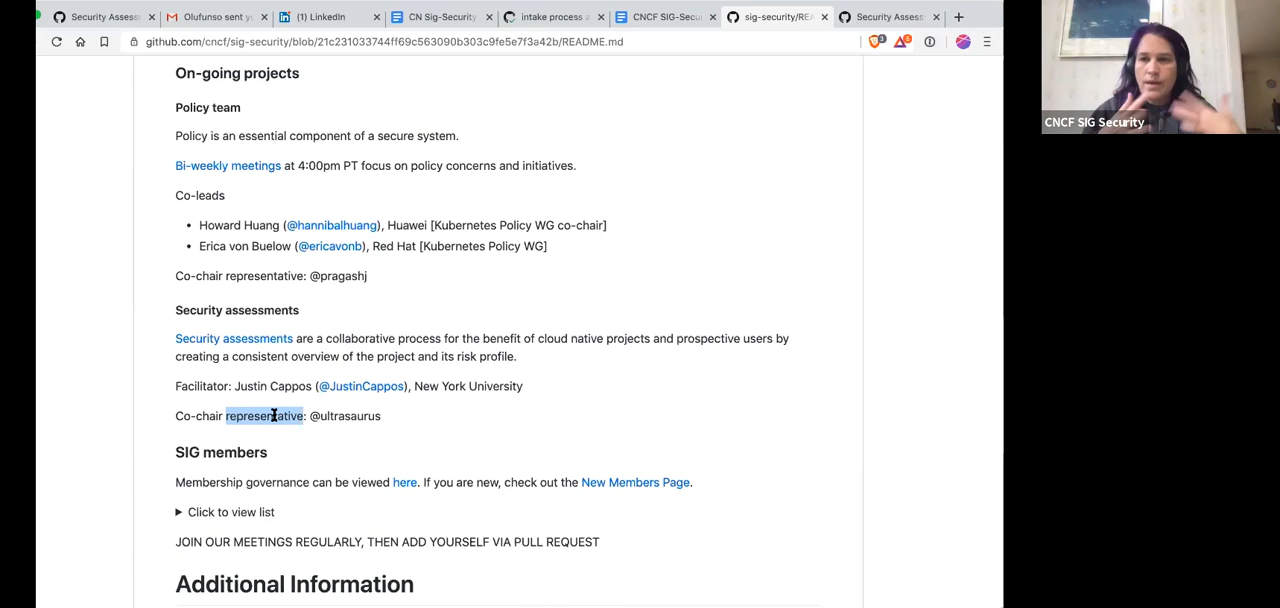 Security Assess
Olufunso sent y
(1) LinkedIn
CN Sig-Security
intake process a
CNCF SIG-Secu
sig-security/REA
Security Assess
github.com/cncf/sig-security/blob/21c231033744ff69c563090b303c9fe5e7f3a42b/README.md
On-going projects
Policy team
Policy is an essential component of a secure system.
Bi-weekly meetings at 4:00pm PT focus on policy concerns and initiatives.
Co-leads
• Howard Huang (@hannibalhuang), Huawei [Kubernetes Policy WG co-chair]
• Erica von Buelow (@ericavonb), Red Hat [Kubernetes Policy WG]
Co-chair representative: @pragashj
Security assessments
Security assessments are a collaborative process for the benefit of cloud native projects and prospective users by
creating a consistent overview of the project and its risk profile.
Facilitator: Justin Cappos (@JustinCappos), New York University
Co-chair representative: @ultrasaurus
SIG members
Membership governance can be viewed here. If you are new, check out the New Members Page.
Click to view list
JOIN OUR MEETINGS REGULARLY, THEN ADD YOURSELF VIA PULL REQUEST
Additional Information
CNCF SIG Security